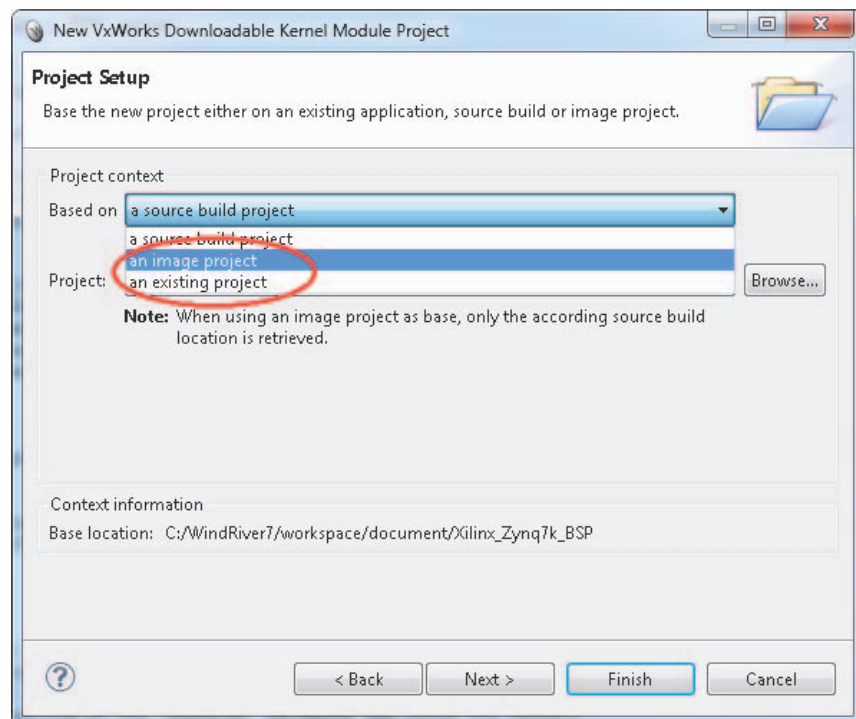 New VxWorks Downloadable Kernel Module Project
Project Setup
Base the new project either on an existing application, source build or image project.
Project context
Based on a source build project
a source build project
an image project
Project: an existing project Browse...
Note: When using an image project as base, only the according source build
location is retrieved.
Context information
Base location: C:/WindRiver7/workspace/document/Xilinx_Zynq7k_BSP
? < Back Next > Finish Cancel